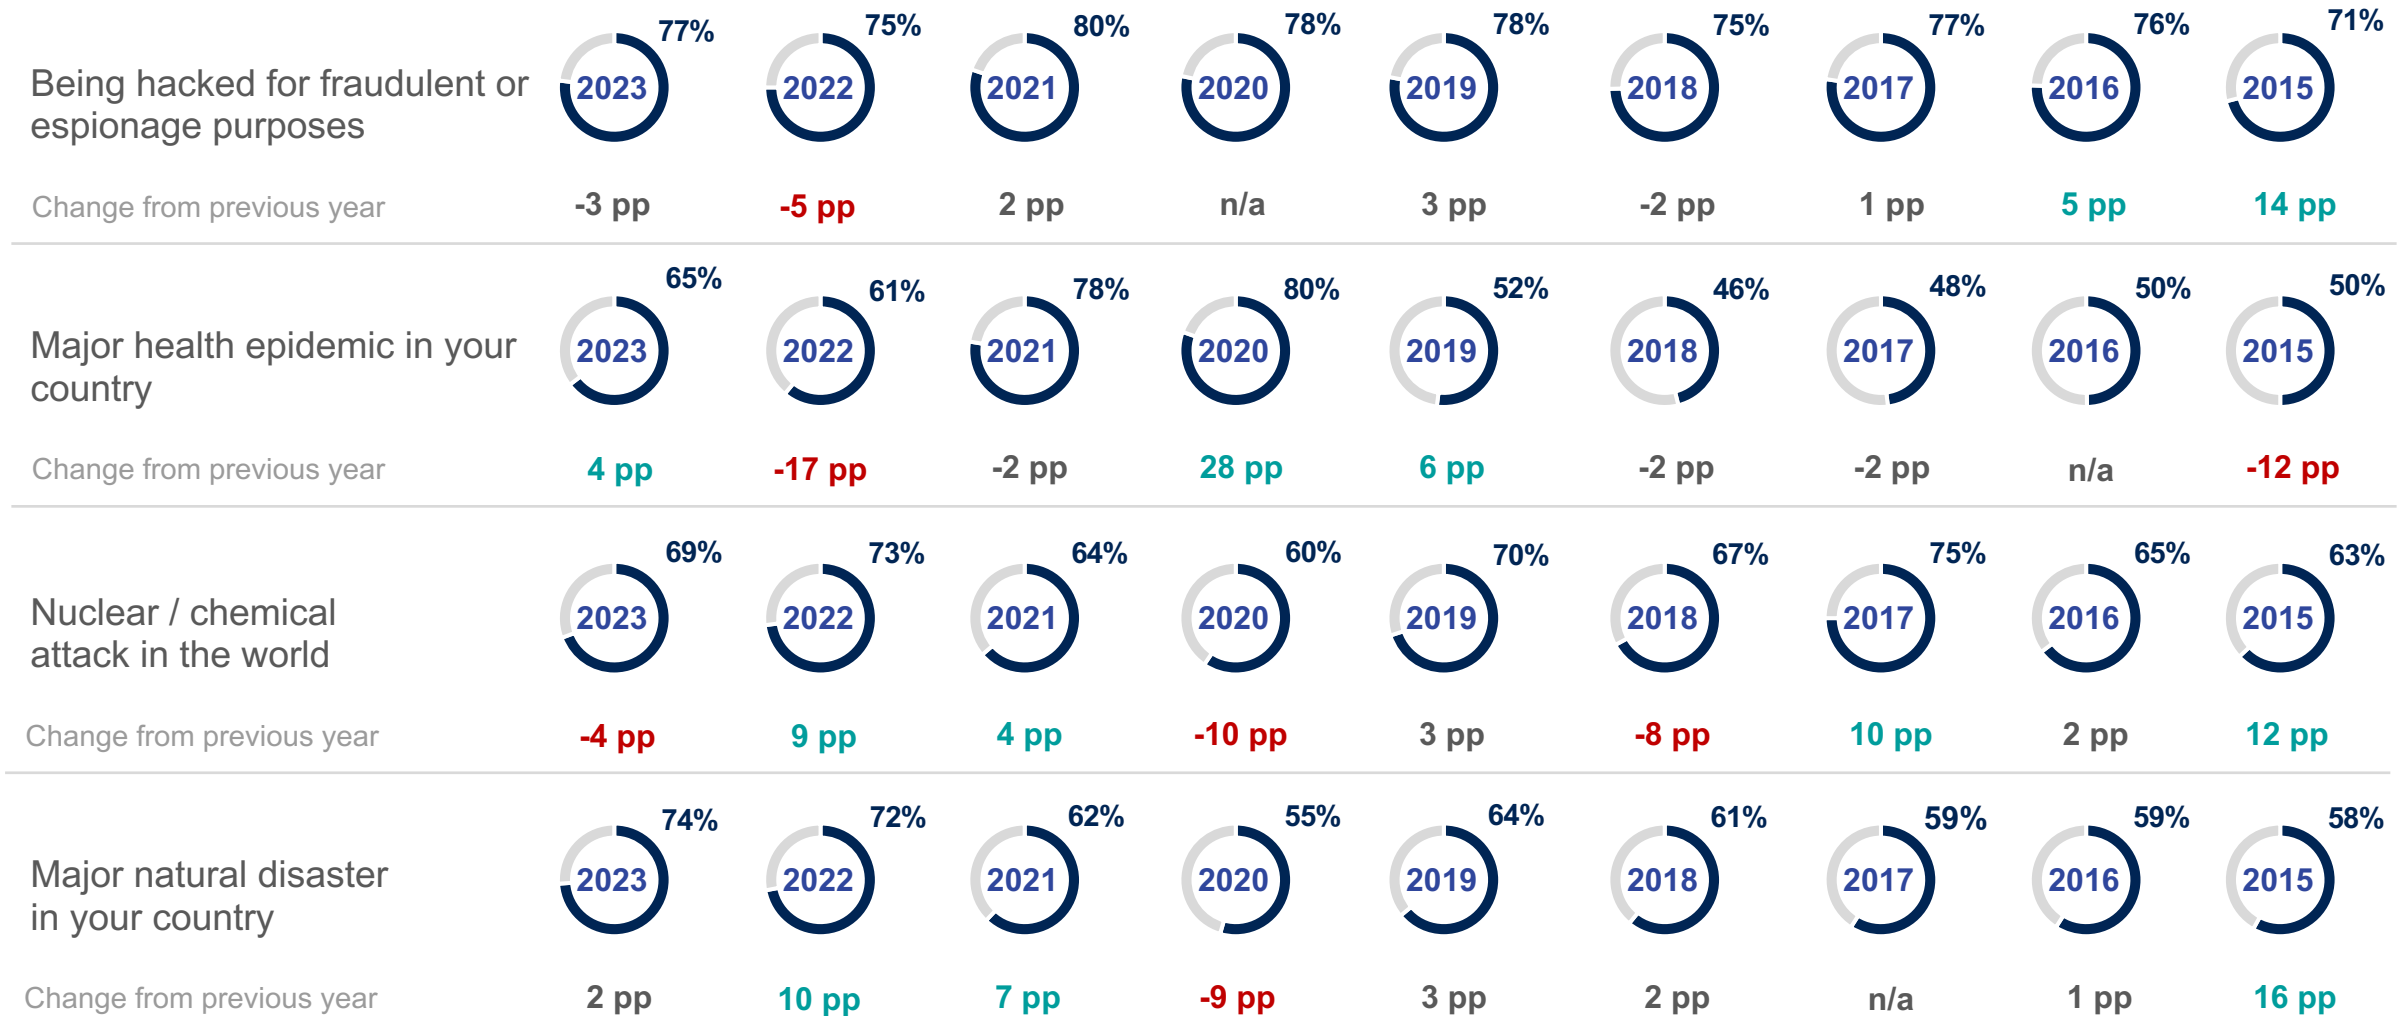 77% 75% 80% 78% 78% 75% 77% 76% 71%
Being hacked for fraudulent or
espionage purposes
2023 2022 2021 2020 2019 2018 2017 2016 2015
Change from previous year -3 pp -5 pp 2 pp n/a 3 pp -2 pp 1 pp 5 pp 14 pp
65% 61% 78% 80% 52% 46% 48% 50% 50%
Major health epidemic in your
country
2023 2022 2021 2020 2019 2018 2017 2016 2015
Change from previous year 4 pp -17 pp -2 pp 28 pp 6 pp -2 pp -2 pp n/a -12 pp
69% 73% 64% 60% 70% 67% 75% 65% 63%
Nuclear / chemical
attack in the world
2023 2022 2021 2020 2019 2018 2017 2016 2015
Change from previous year -4 pp 9 pp 4 pp -10 pp 3 pp -8 pp 10 pp 2 pp 12 pp
74% 72% 62% 55% 64% 61% 59% 59% 58%
Major natural disaster
in your country
2023 2022 2021 2020 2019 2018 2017 2016 2015
Change from previous year 2 pp 10 pp 7 pp -9 pp 3 pp 2 pp n/a 1 pp 16 pp